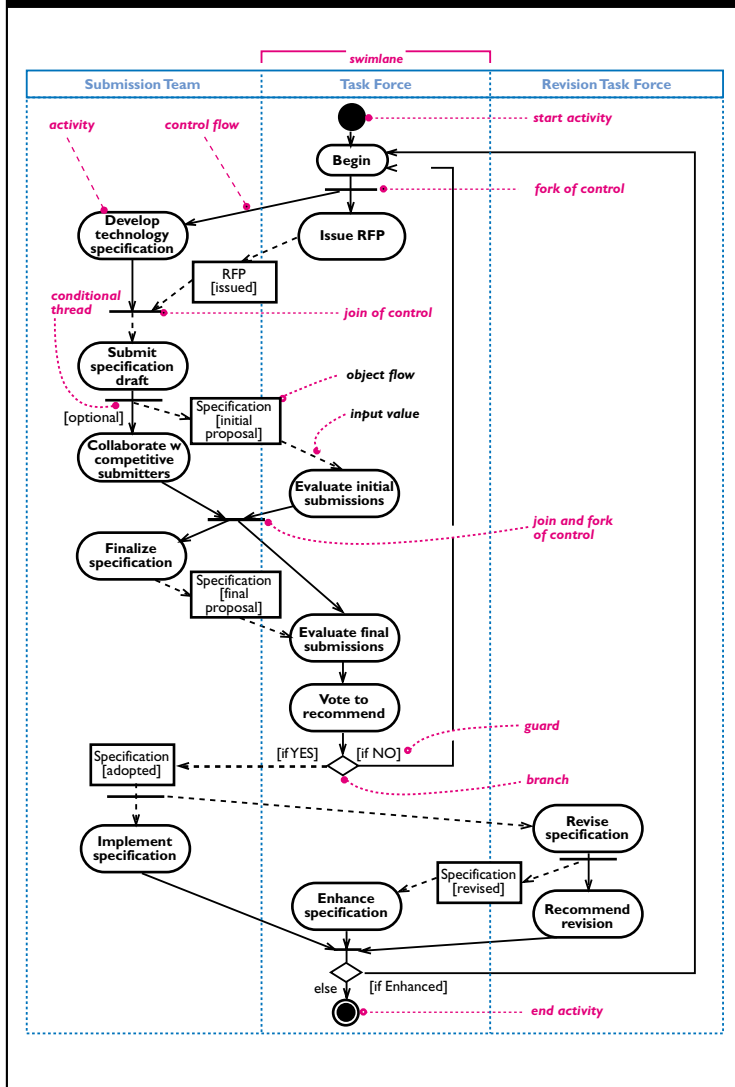 swimlane
Submission Team
Task Force
Revision Task Force
activity
control flow
start activity
Begin
fork of control
Develop
technology
specification
Issue RFP
RFP
[issued]
conditional
thread
join of control
Submit
specification
draft
object flow
[optional]
Specification
[initial
proposal]
input value
Collaborate w
competitive
submitters
Evaluate initial
submissions
join and fork
of control
Finalize
specification
Specification
[final
proposal]
Evaluate final
submissions
Vote to
recommend
guard
[if YES]
[if NO]
Specification
[adopted]
branch
Implement
specification
Revise
specification
Specification
[revised]
Enhance
specification
Recommend
revision
else
[if Enhanced]
end activity